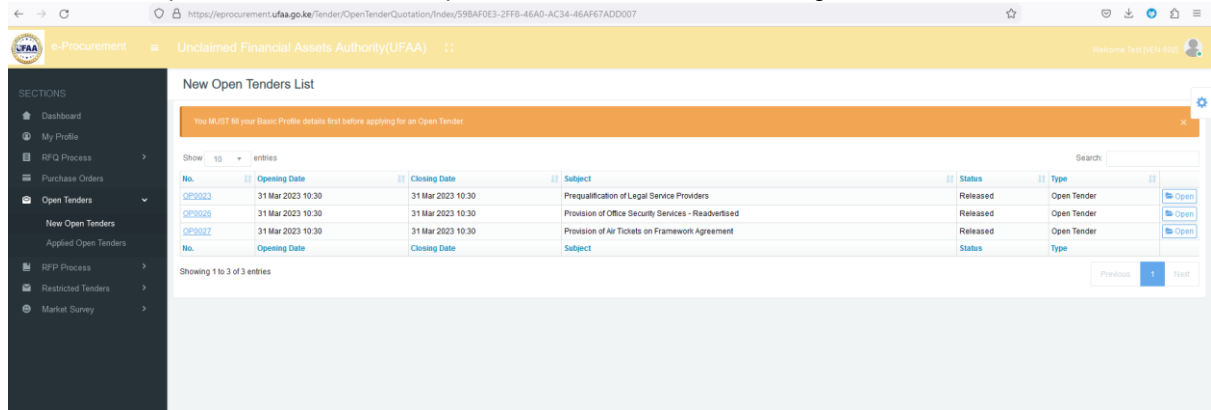 https://eprocurement.ufaa.go.ke/Tender/OpenTenderQuotation/Index/598AF0E3-2FF8-46A0-AC34-46AF67ADD007
UFAA e-Procurement Unclaimed Financial Assets Authority(UFAA) Welcome Test
SECTIONS
Dashboard
My Profile
RFQ Process
Purchase Orders
Open Tenders
New Open Tenders
Applied Open Tenders
RFP Process
Restricted Tenders
Market Survey
New Open Tenders List
You MUST fill your Basic Profile details first before applying for an Open Tender. ×
Show 10 entries Search:
No. Opening Date Closing Date Subject Status Type
OP0023 31 Mar 2023 10:30 31 Mar 2023 10:30 Prequalification of Legal Service Providers Released Open Tender Open
OP0026 31 Mar 2023 10:30 31 Mar 2023 10:30 Provision of Office Security Services - Readvertised Released Open Tender Open
OP0027 31 Mar 2023 10:30 31 Mar 2023 10:30 Provision of Air Tickets on Framework Agreement Released Open Tender Open
No. Opening Date Closing Date Subject Status Type
Showing 1 to 3 of 3 entries Previous 1 Next